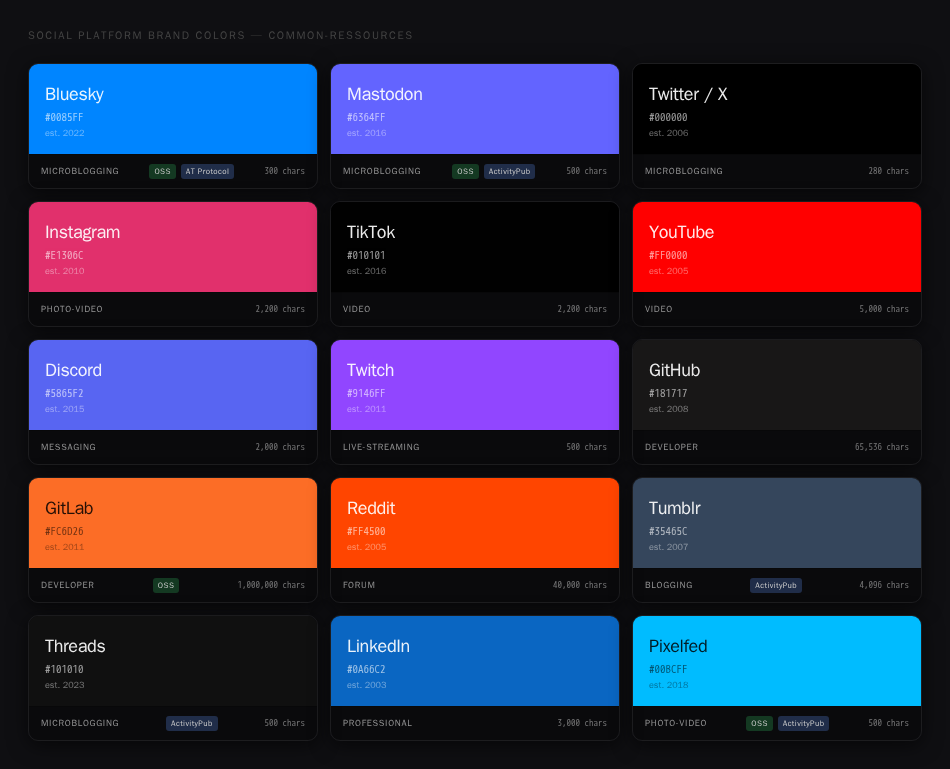 SOCIAL PLATFORM BRAND COLORS — COMMON-RESSOURCES
Bluesky
#0085FF
est. 2022
MICROBLOGGING OSS AT Protocol 300 chars
Mastodon
#6364FF
est. 2016
MICROBLOGGING OSS ActivityPub 500 chars
Twitter / X
#000000
est. 2006
MICROBLOGGING 280 chars
Instagram
#E1306C
est. 2010
PHOTO-VIDEO 2,200 chars
TikTok
#010101
est. 2016
VIDEO 2,200 chars
YouTube
#FF0000
est. 2005
VIDEO 5,000 chars
Discord
#5865F2
est. 2015
MESSAGING 2,000 chars
Twitch
#9146FF
est. 2011
LIVE-STREAMING 500 chars
GitHub
#181717
est. 2008
DEVELOPER 65,536 chars
GitLab
#FC6D26
est. 2011
DEVELOPER OSS 1,000,000 chars
Reddit
#FF4500
est. 2005
FORUM 40,000 chars
Tumblr
#35465C
est. 2007
BLOGGING ActivityPub 4,096 chars
Threads
#101010
est. 2023
MICROBLOGGING ActivityPub 500 chars
LinkedIn
#0A66C2
est. 2003
PROFESSIONAL 3,000 chars
Pixelfed
#00BCFF
est. 2018
PHOTO-VIDEO OSS ActivityPub 500 chars